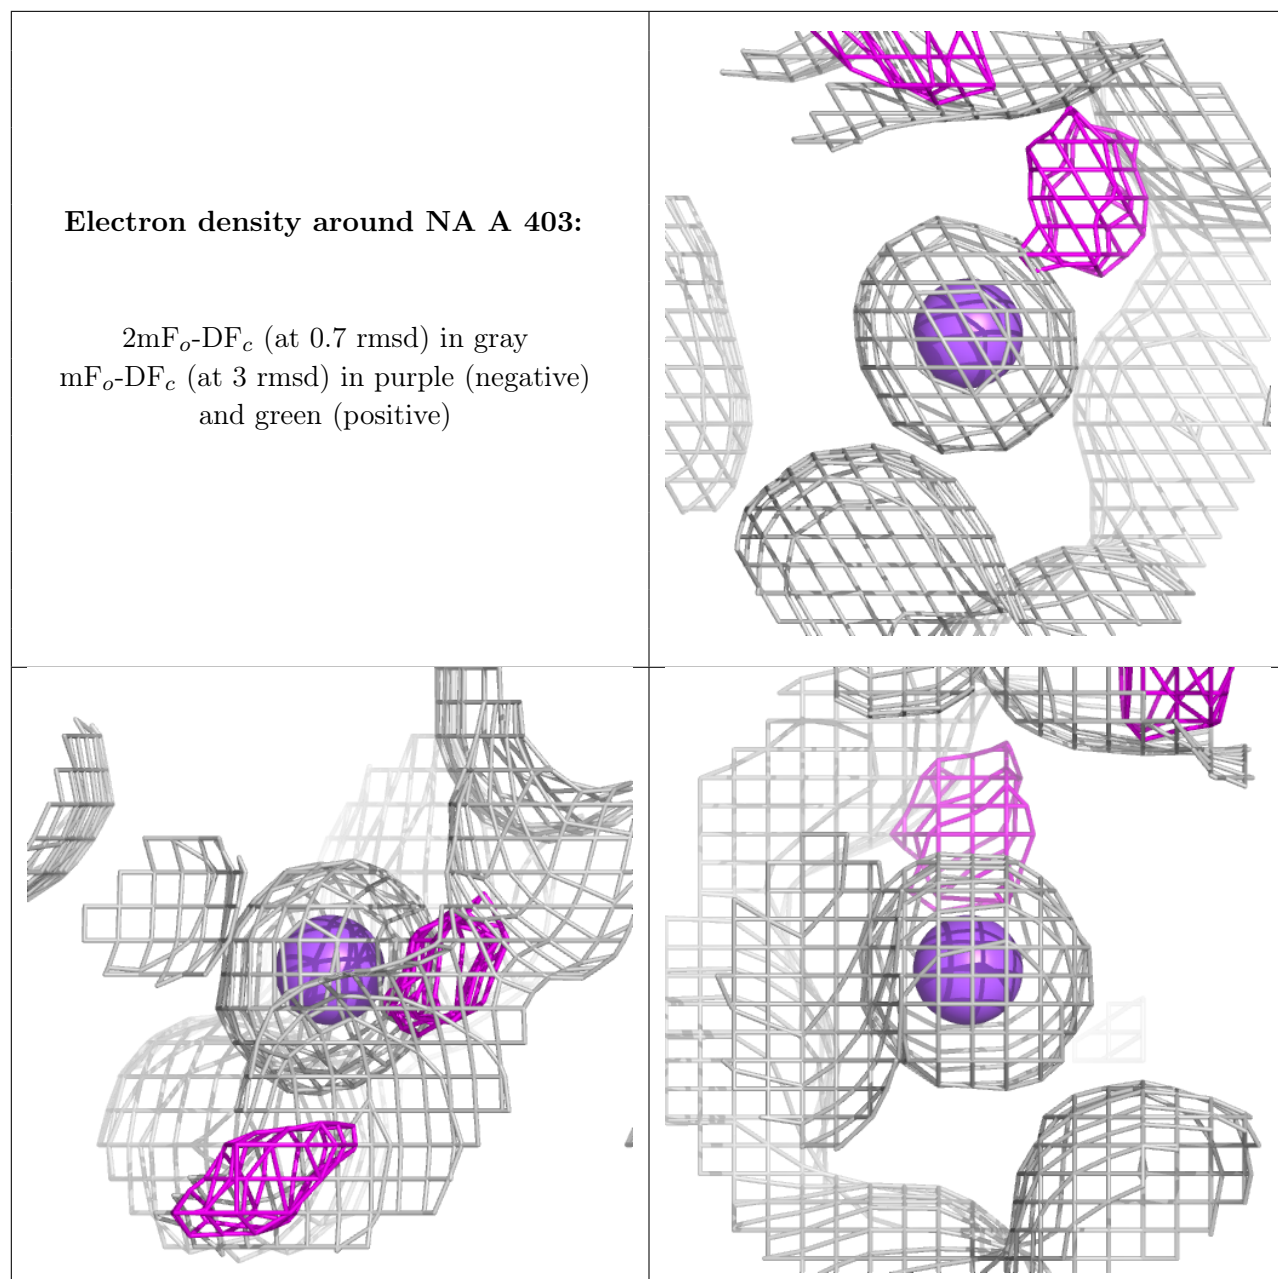 Electron density around NA A 403:
2mFo-DFc (at 0.7 rmsd) in gray
mFo-DFc (at 3 rmsd) in purple (negative)
and green (positive)